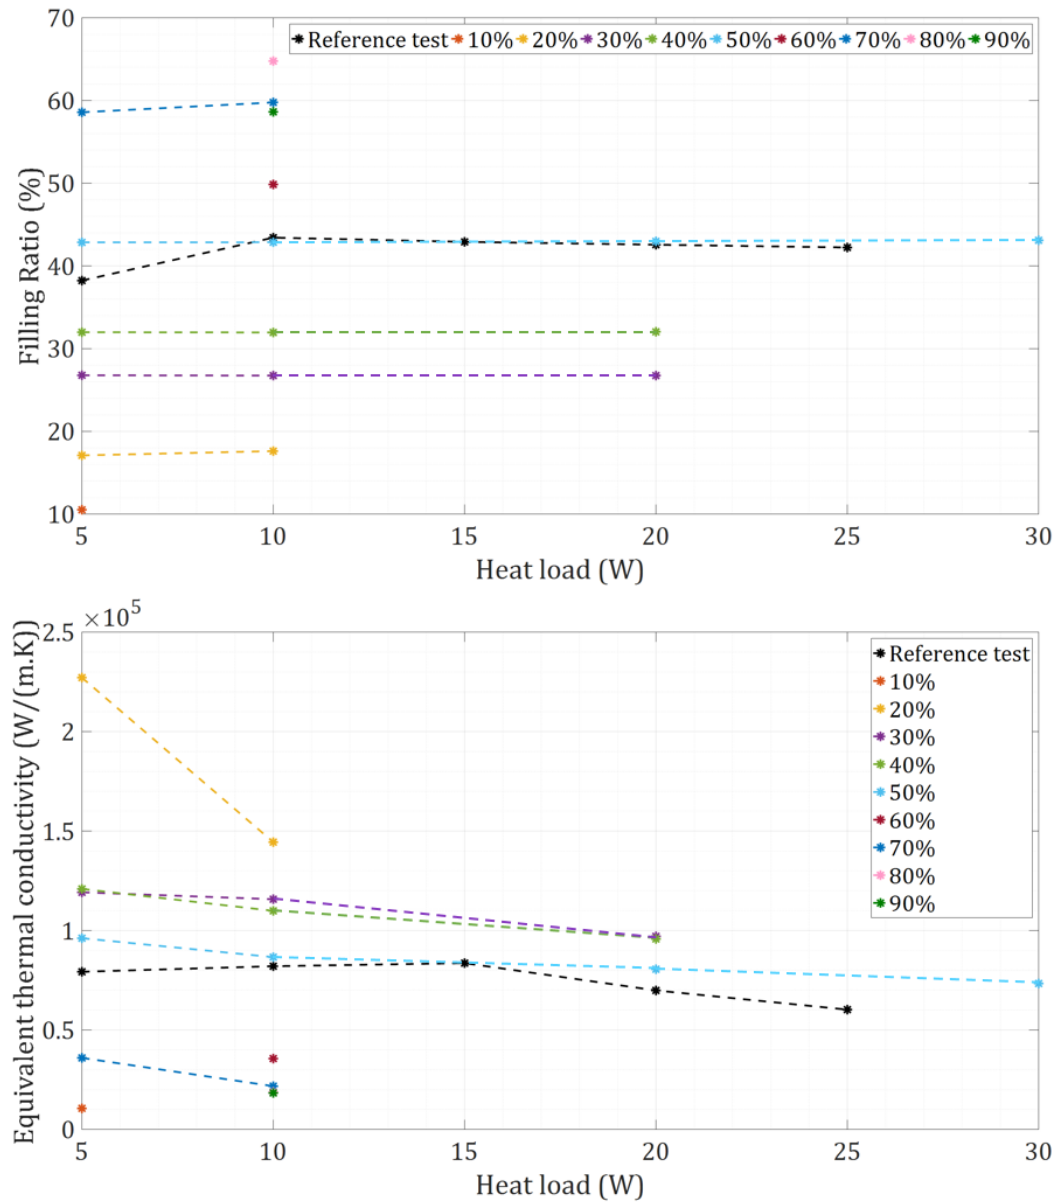 70
60
50
40
30
20
10
Filling Ratio (%)
Reference test 10% 20% 30% 40% 50% 60% 70% 80% 90%
5 10 15 20 25 30
Heat load (W)
×10^5
2.5
2
1.5
1
0.5
0
Equivalent thermal conductivity (W/(m.K))
Reference test
10%
20%
30%
40%
50%
60%
70%
80%
90%
5 10 15 20 25 30
Heat load (W)